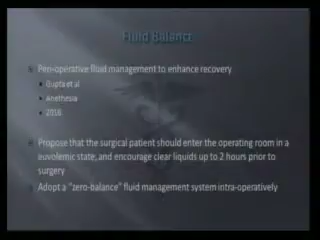 Fluid Balance
Peri-operative fluid management to enhance recovery
Gupta et al
Anethesia
2016
Propose that the surgical patient should enter the operating room in a
euvolemic state, and encourage clear liquids up to 2 hours prior to
surgery
Adopt a "zero-balance" fluid management system intra-operatively